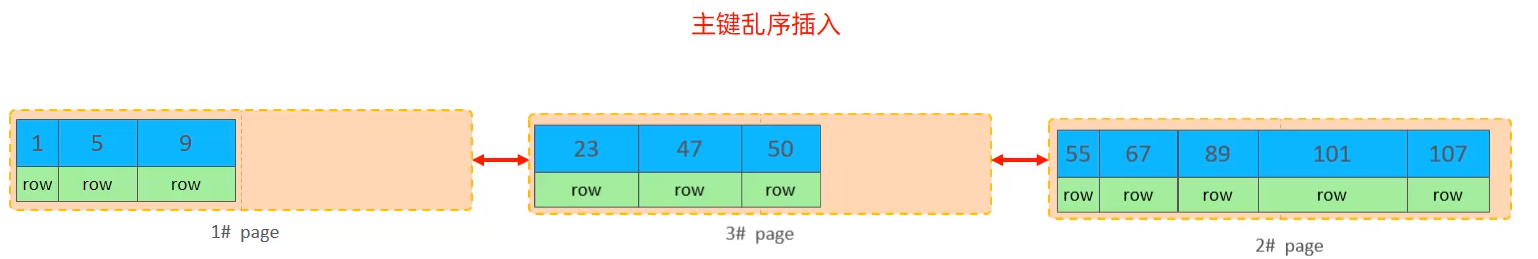 主键乱序插入
1 5 9
row row row
1# page
23 47 50
row row row
3# page
55 67 89 101 107
row row row row row
2# page